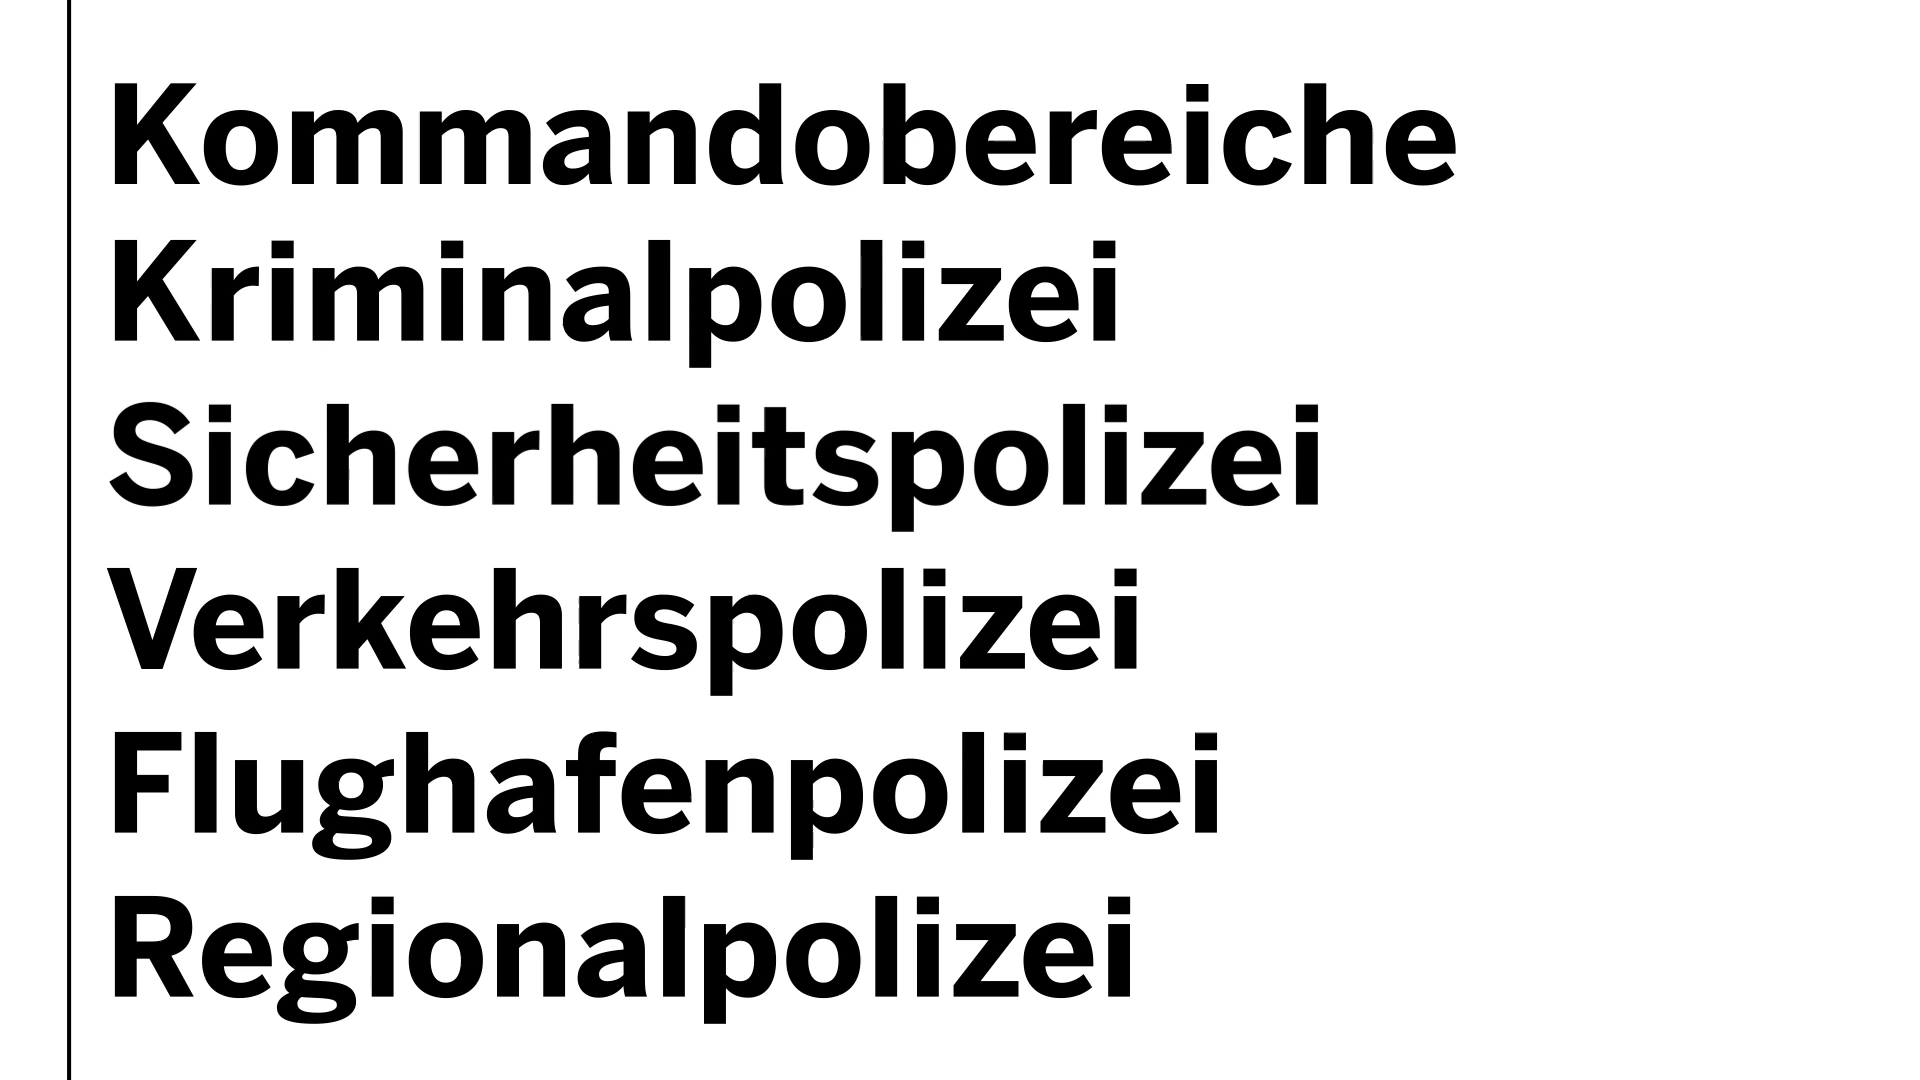 Kommandobereiche
Kriminalpolizei
Sicherheitspolizei
Verkehrspolizei
Flughafenpolizei
Regionalpolizei